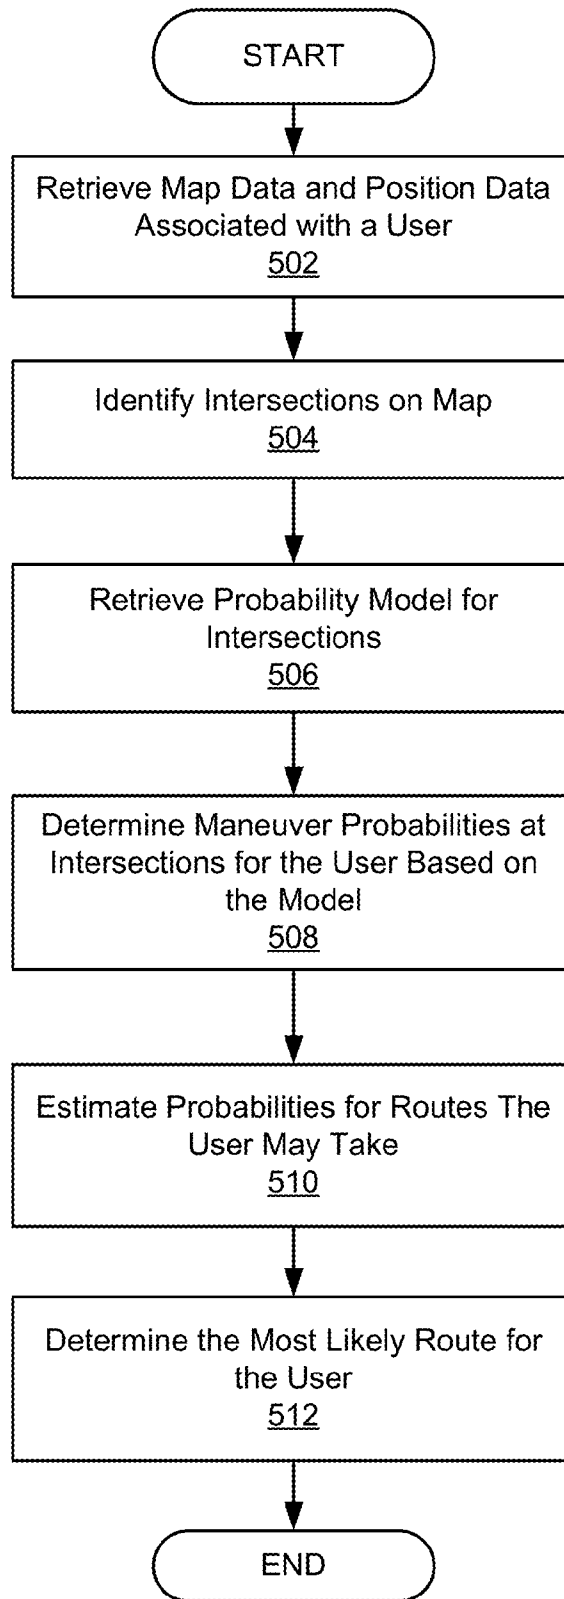 START
Retrieve Map Data and Position Data
Associated with a User
502
Identify Intersections on Map
504
Retrieve Probability Model for
Intersections
506
Determine Maneuver Probabilities at
Intersections for the User Based on
the Model
508
Estimate Probabilities for Routes The
User May Take
510
Determine the Most Likely Route for
the User
512
END